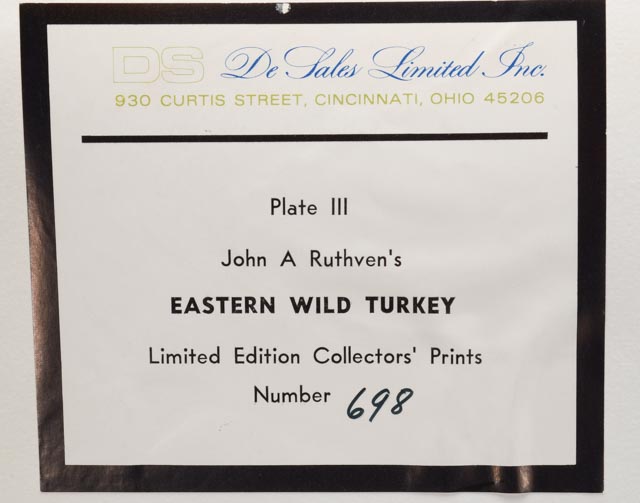 DS De Sales Limited Inc.
930 CURTIS STREET, CINCINNATI, OHIO 45206
Plate III
John A Ruthven's
EASTERN WILD TURKEY
Limited Edition Collectors' Prints
Number 698